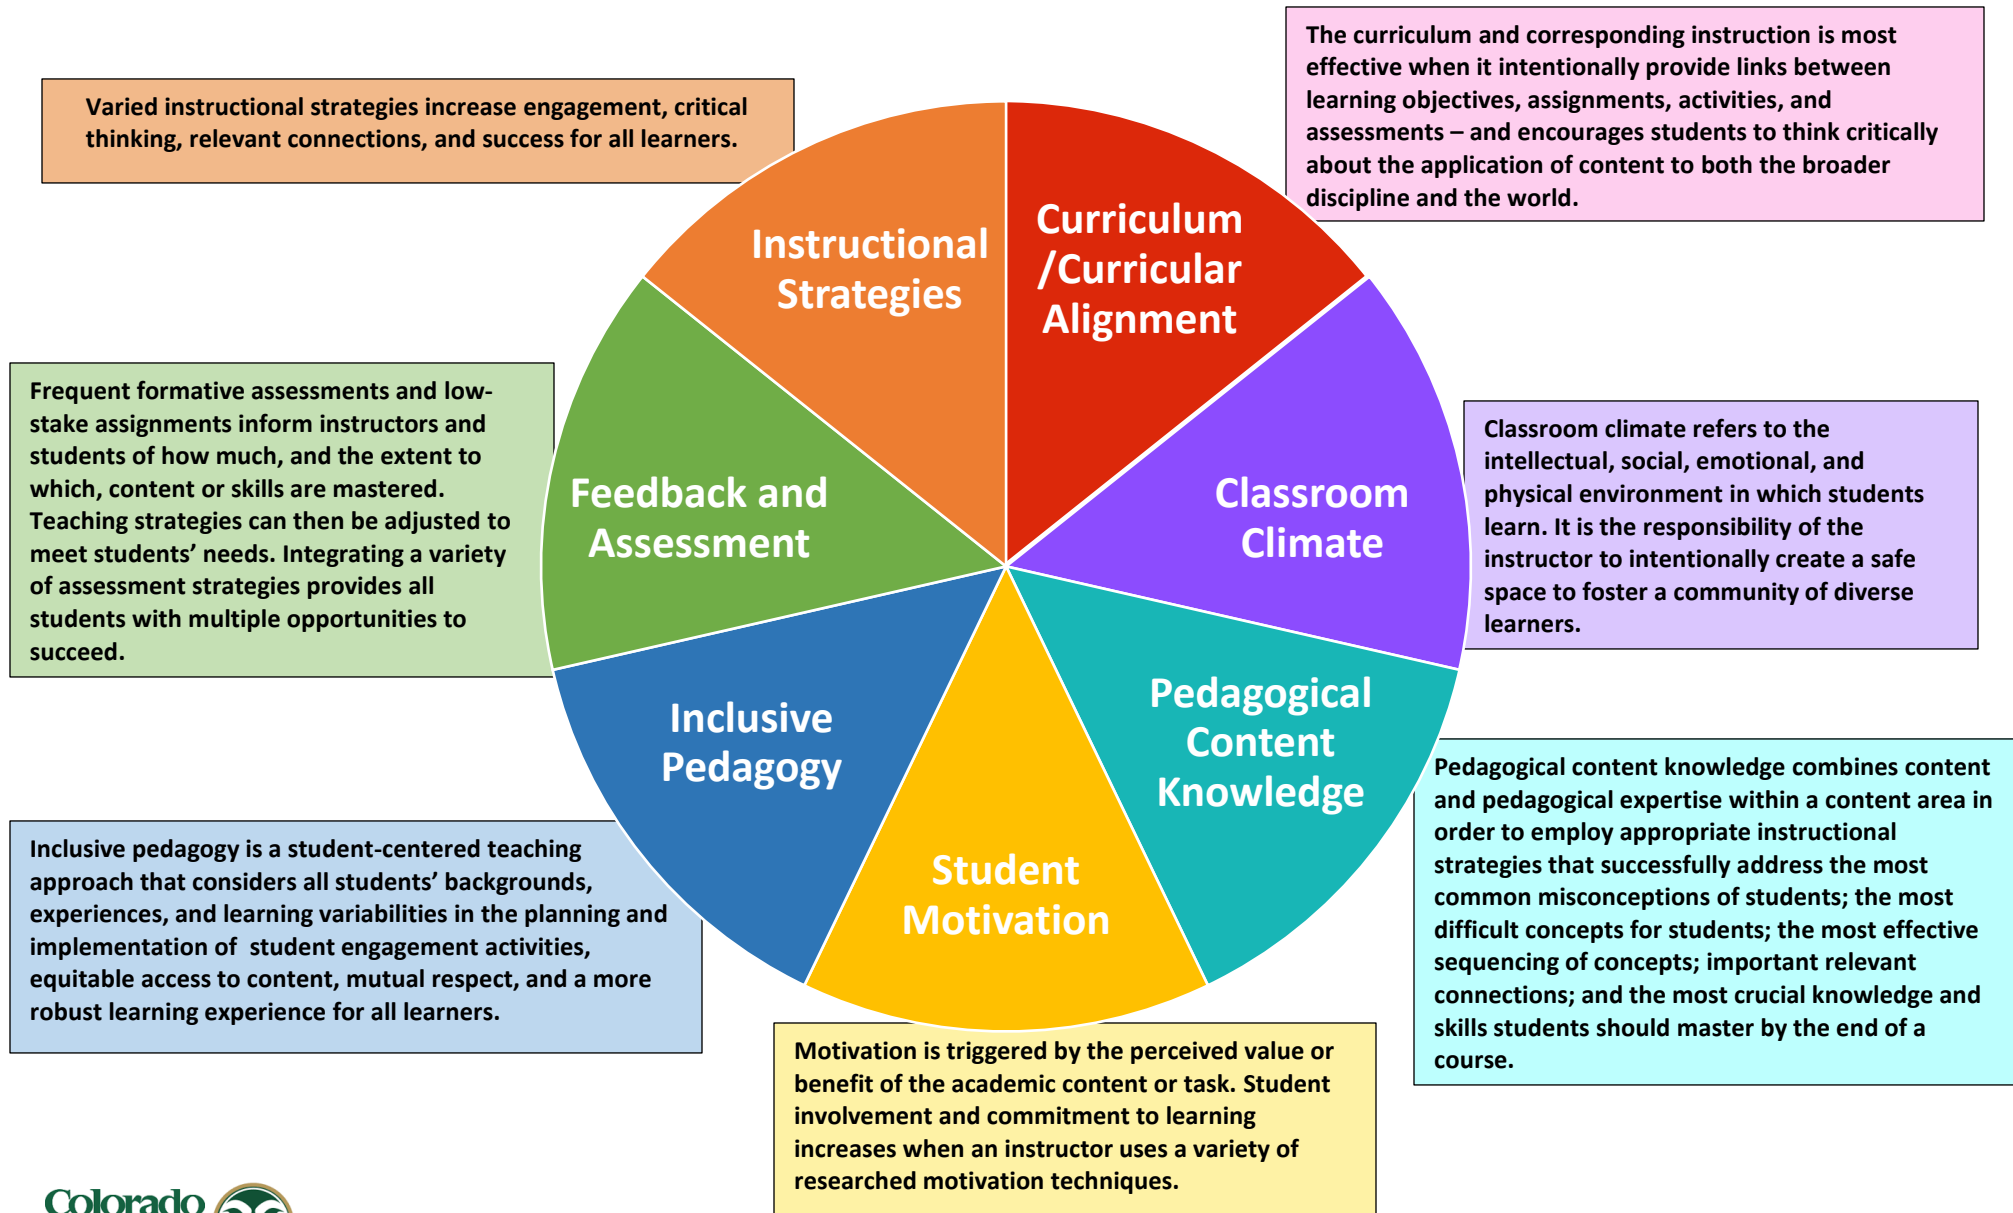 The curriculum and corresponding instruction is most
effective when it intentionally provide links between
learning objectives, assignments, activities, and
assessments – and encourages students to think critically
about the application of content to both the broader
discipline and the world.
Varied instructional strategies increase engagement, critical
thinking, relevant connections, and success for all learners.
Instructional
Strategies
Curriculum
/Curricular
Alignment
Frequent formative assessments and low-
stake assignments inform instructors and
students of how much, and the extent to
which, content or skills are mastered.
Teaching strategies can then be adjusted to
meet students’ needs. Integrating a variety
of assessment strategies provides all
students with multiple opportunities to
succeed.
Feedback and
Assessment
Classroom
Climate
Classroom climate refers to the
intellectual, social, emotional, and
physical environment in which students
learn. It is the responsibility of the
instructor to intentionally create a safe
space to foster a community of diverse
learners.
Inclusive
Pedagogy
Pedagogical
Content
Knowledge
Pedagogical content knowledge combines content
and pedagogical expertise within a content area in
order to employ appropriate instructional
strategies that successfully address the most
common misconceptions of students; the most
difficult concepts for students; the most effective
sequencing of concepts; important relevant
connections; and the most crucial knowledge and
skills students should master by the end of a
course.
Inclusive pedagogy is a student-centered teaching
approach that considers all students’ backgrounds,
experiences, and learning variabilities in the planning and
implementation of  student engagement activities,
equitable access to content, mutual respect, and a more
robust learning experience for all learners.
Student
Motivation
Motivation is triggered by the perceived value or
benefit of the academic content or task. Student
involvement and commitment to learning
increases when an instructor uses a variety of
researched motivation techniques.
Colorado